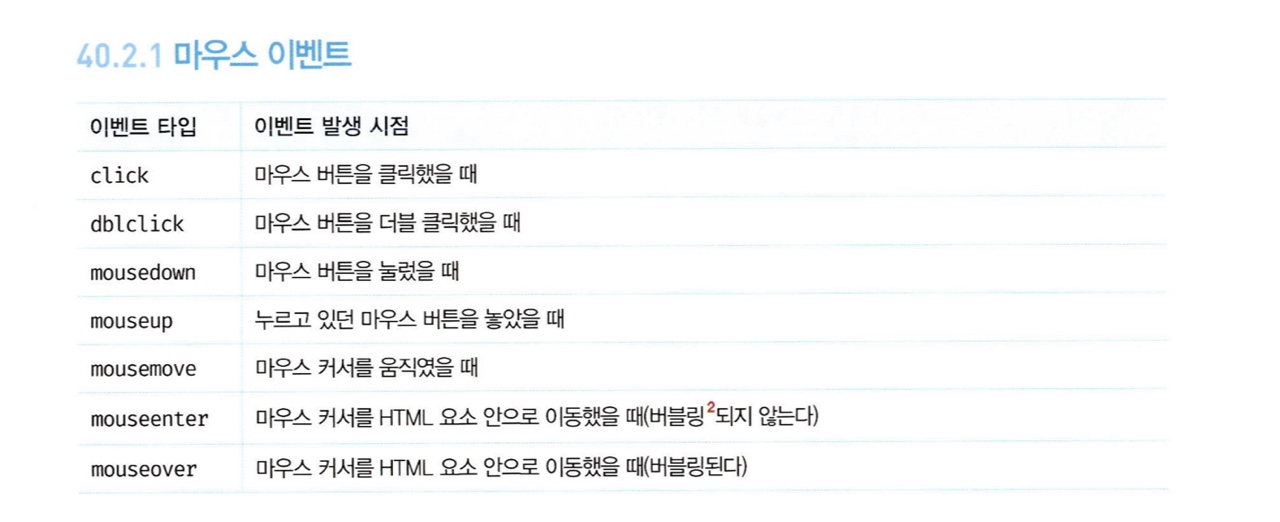 40.2.1 마우스 이벤트
이벤트 타입 이벤트 발생 시점
click 마우스 버튼을 클릭했을 때
dblclick 마우스 버튼을 더블 클릭했을 때
mousedown 마우스 버튼을 눌렀을 때
mouseup 누르고 있던 마우스 버튼을 놓았을 때
mousemove 마우스 커서를 움직였을 때
mouseenter 마우스 커서를 HTML 요소 안으로 이동했을 때(버블링2되지 않는다)
mouseover 마우스 커서를 HTML 요소 안으로 이동했을 때(버블링된다)